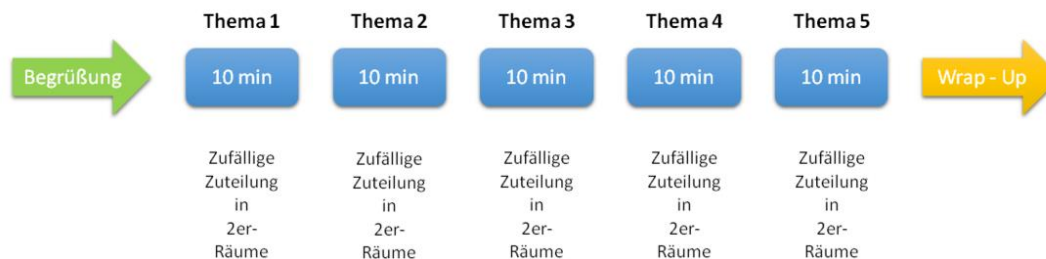 Thema 1 Thema 2 Thema 3 Thema 4 Thema 5
Begrüßung 10 min 10 min 10 min 10 min 10 min Wrap - Up
Zufällige Zufällige Zufällige Zufällige Zufällige
Zuteilung Zuteilung Zuteilung Zuteilung Zuteilung
in in in in in
2er- 2er- 2er- 2er- 2er-
Räume Räume Räume Räume Räume